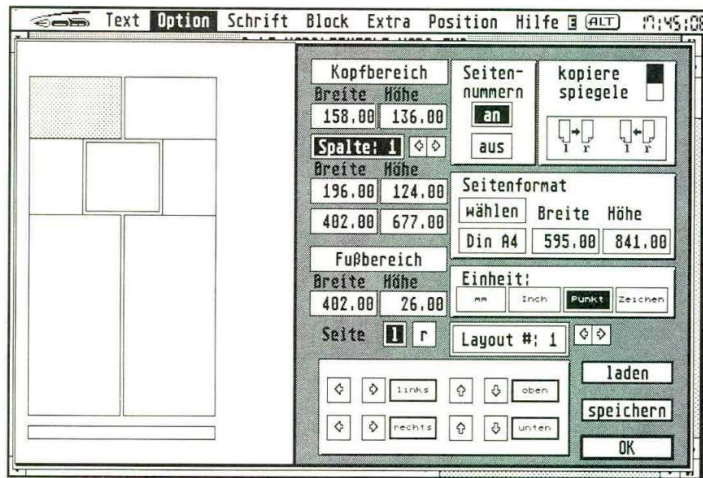 Text Option Schrift Block Extra Position Hilfe E ALT 17:45:08
Kopfbereich
Breite Höhe
158.00 136.00
Spalte: 1
Breite Höhe
196.00 124.00
402.00 677.00
Fußbereich
Breite Höhe
402.00 26.00
Seite l r
Seiten-
nummern
an
aus
kopiere
spiegele
l r l r
Seitenformat
wählen Breite Höhe
Din A4 595.00 841.00
Einheit:
mm Inch Punkt Zeichen
Layout #: 1
links oben
rechts unten
laden
speichern
OK